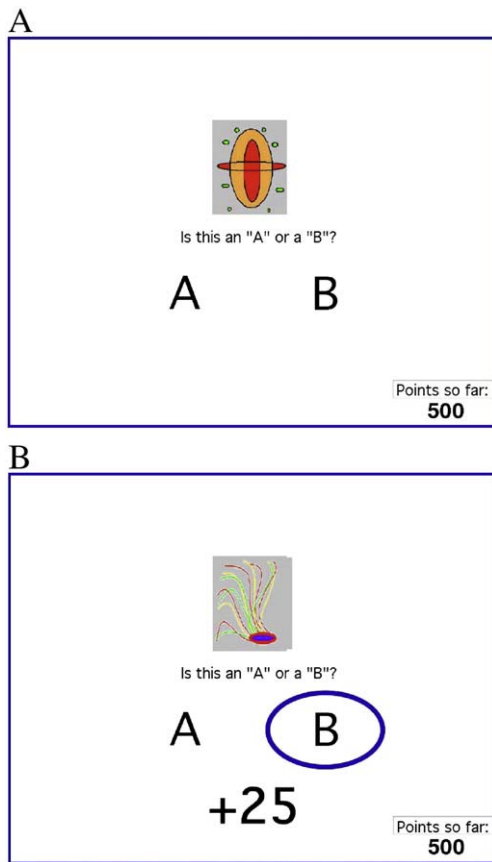 A
Is this an "A" or a "B"?
A B
Points so far:
500
B
Is this an "A" or a "B"?
A B
+25
Points so far:
500